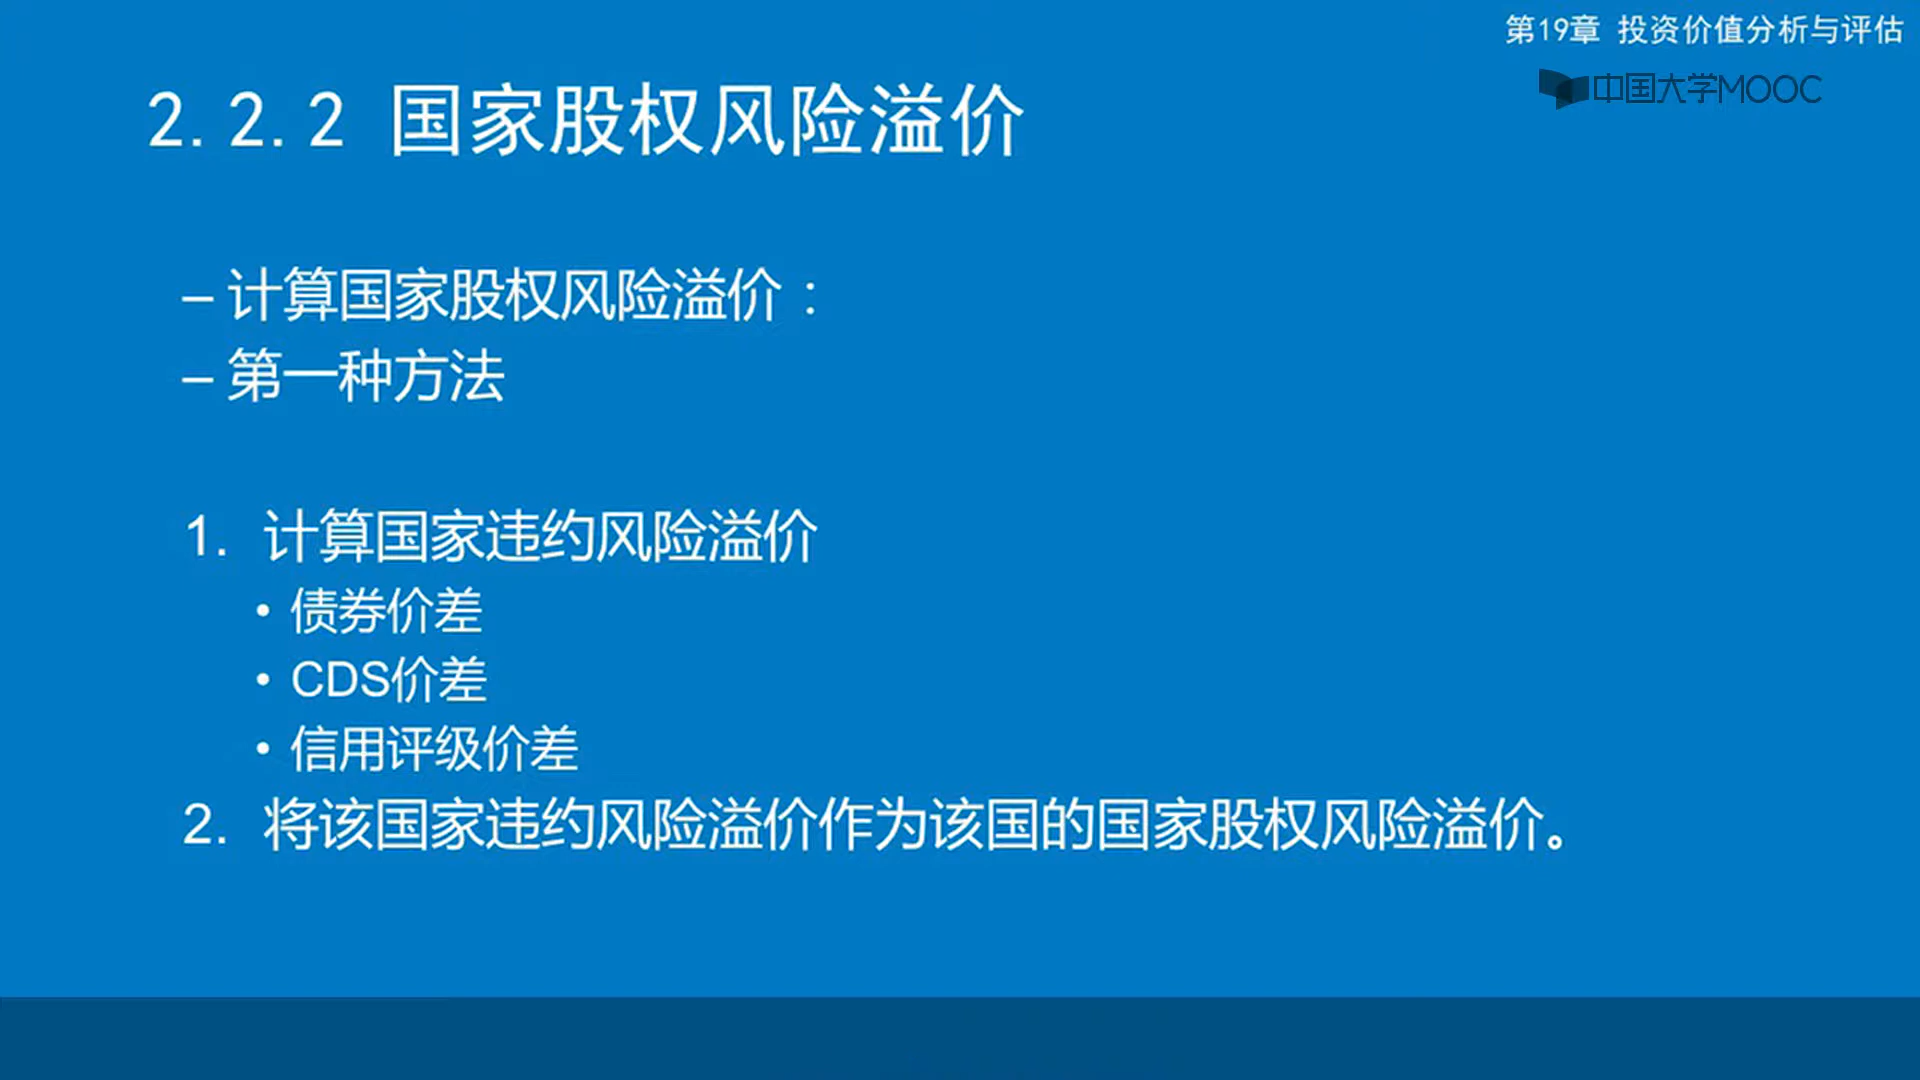 第19章 投资价值分析与评估
中国大学MOOC
2.2.2 国家股权风险溢价
– 计算国家股权风险溢价：
– 第一种方法
1. 计算国家违约风险溢价
• 债券价差
• CDS价差
• 信用评级价差
2. 将该国家违约风险溢价作为该国的国家股权风险溢价。